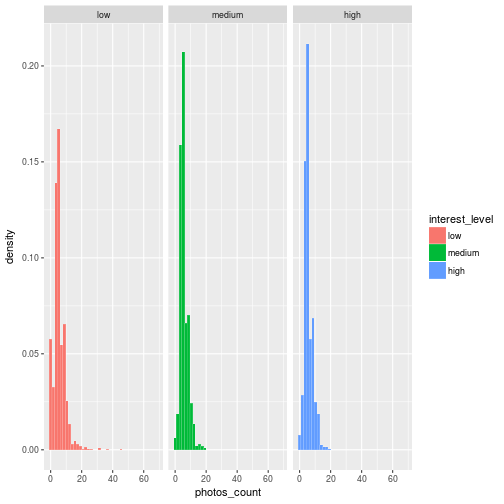 low medium high
0.20
0.15
0.10
0.05
0.00
density
0 20 40 60 0 20 40 60 0 20 40 60
photos_count
interest_level
low
medium
high